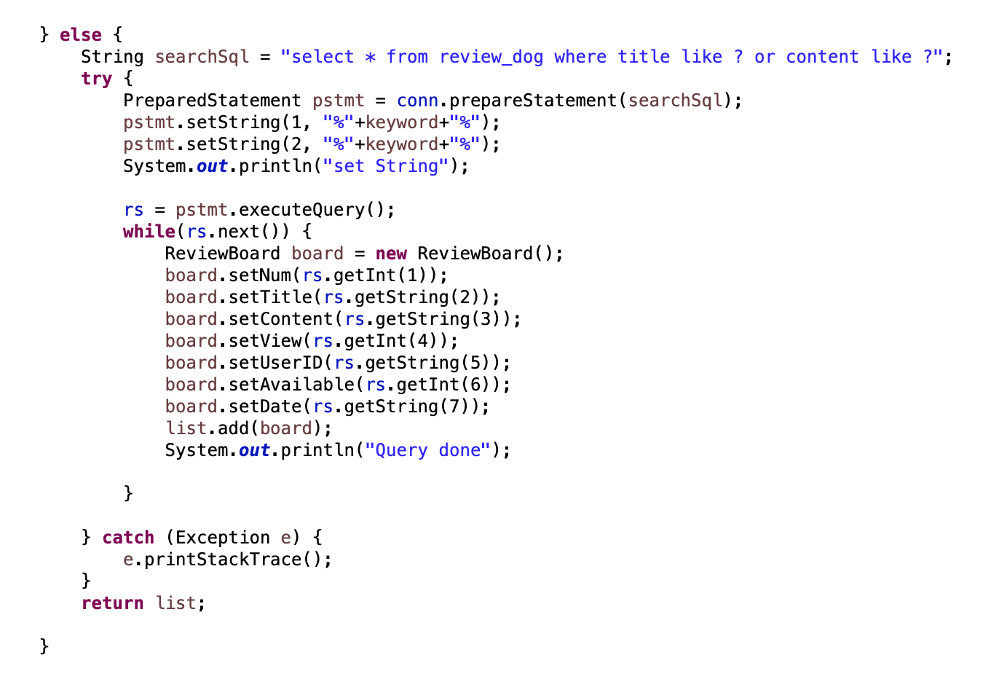 } else {
    String searchSql = "select * from review_dog where title like ? or content like ?";
    try {
        PreparedStatement pstmt = conn.prepareStatement(searchSql);
        pstmt.setString(1, "%"+keyword+"%");
        pstmt.setString(2, "%"+keyword+"%");
        System.out.println("set String");
        rs = pstmt.executeQuery();
        while(rs.next()) {
            ReviewBoard board = new ReviewBoard();
            board.setNum(rs.getInt(1));
            board.setTitle(rs.getString(2));
            board.setContent(rs.getString(3));
            board.setView(rs.getInt(4));
            board.setUserID(rs.getString(5));
            board.setAvailable(rs.getInt(6));
            board.setDate(rs.getString(7));
            list.add(board);
            System.out.println("Query done");
        }
    } catch (Exception e) {
        e.printStackTrace();
    }
    return list;
}